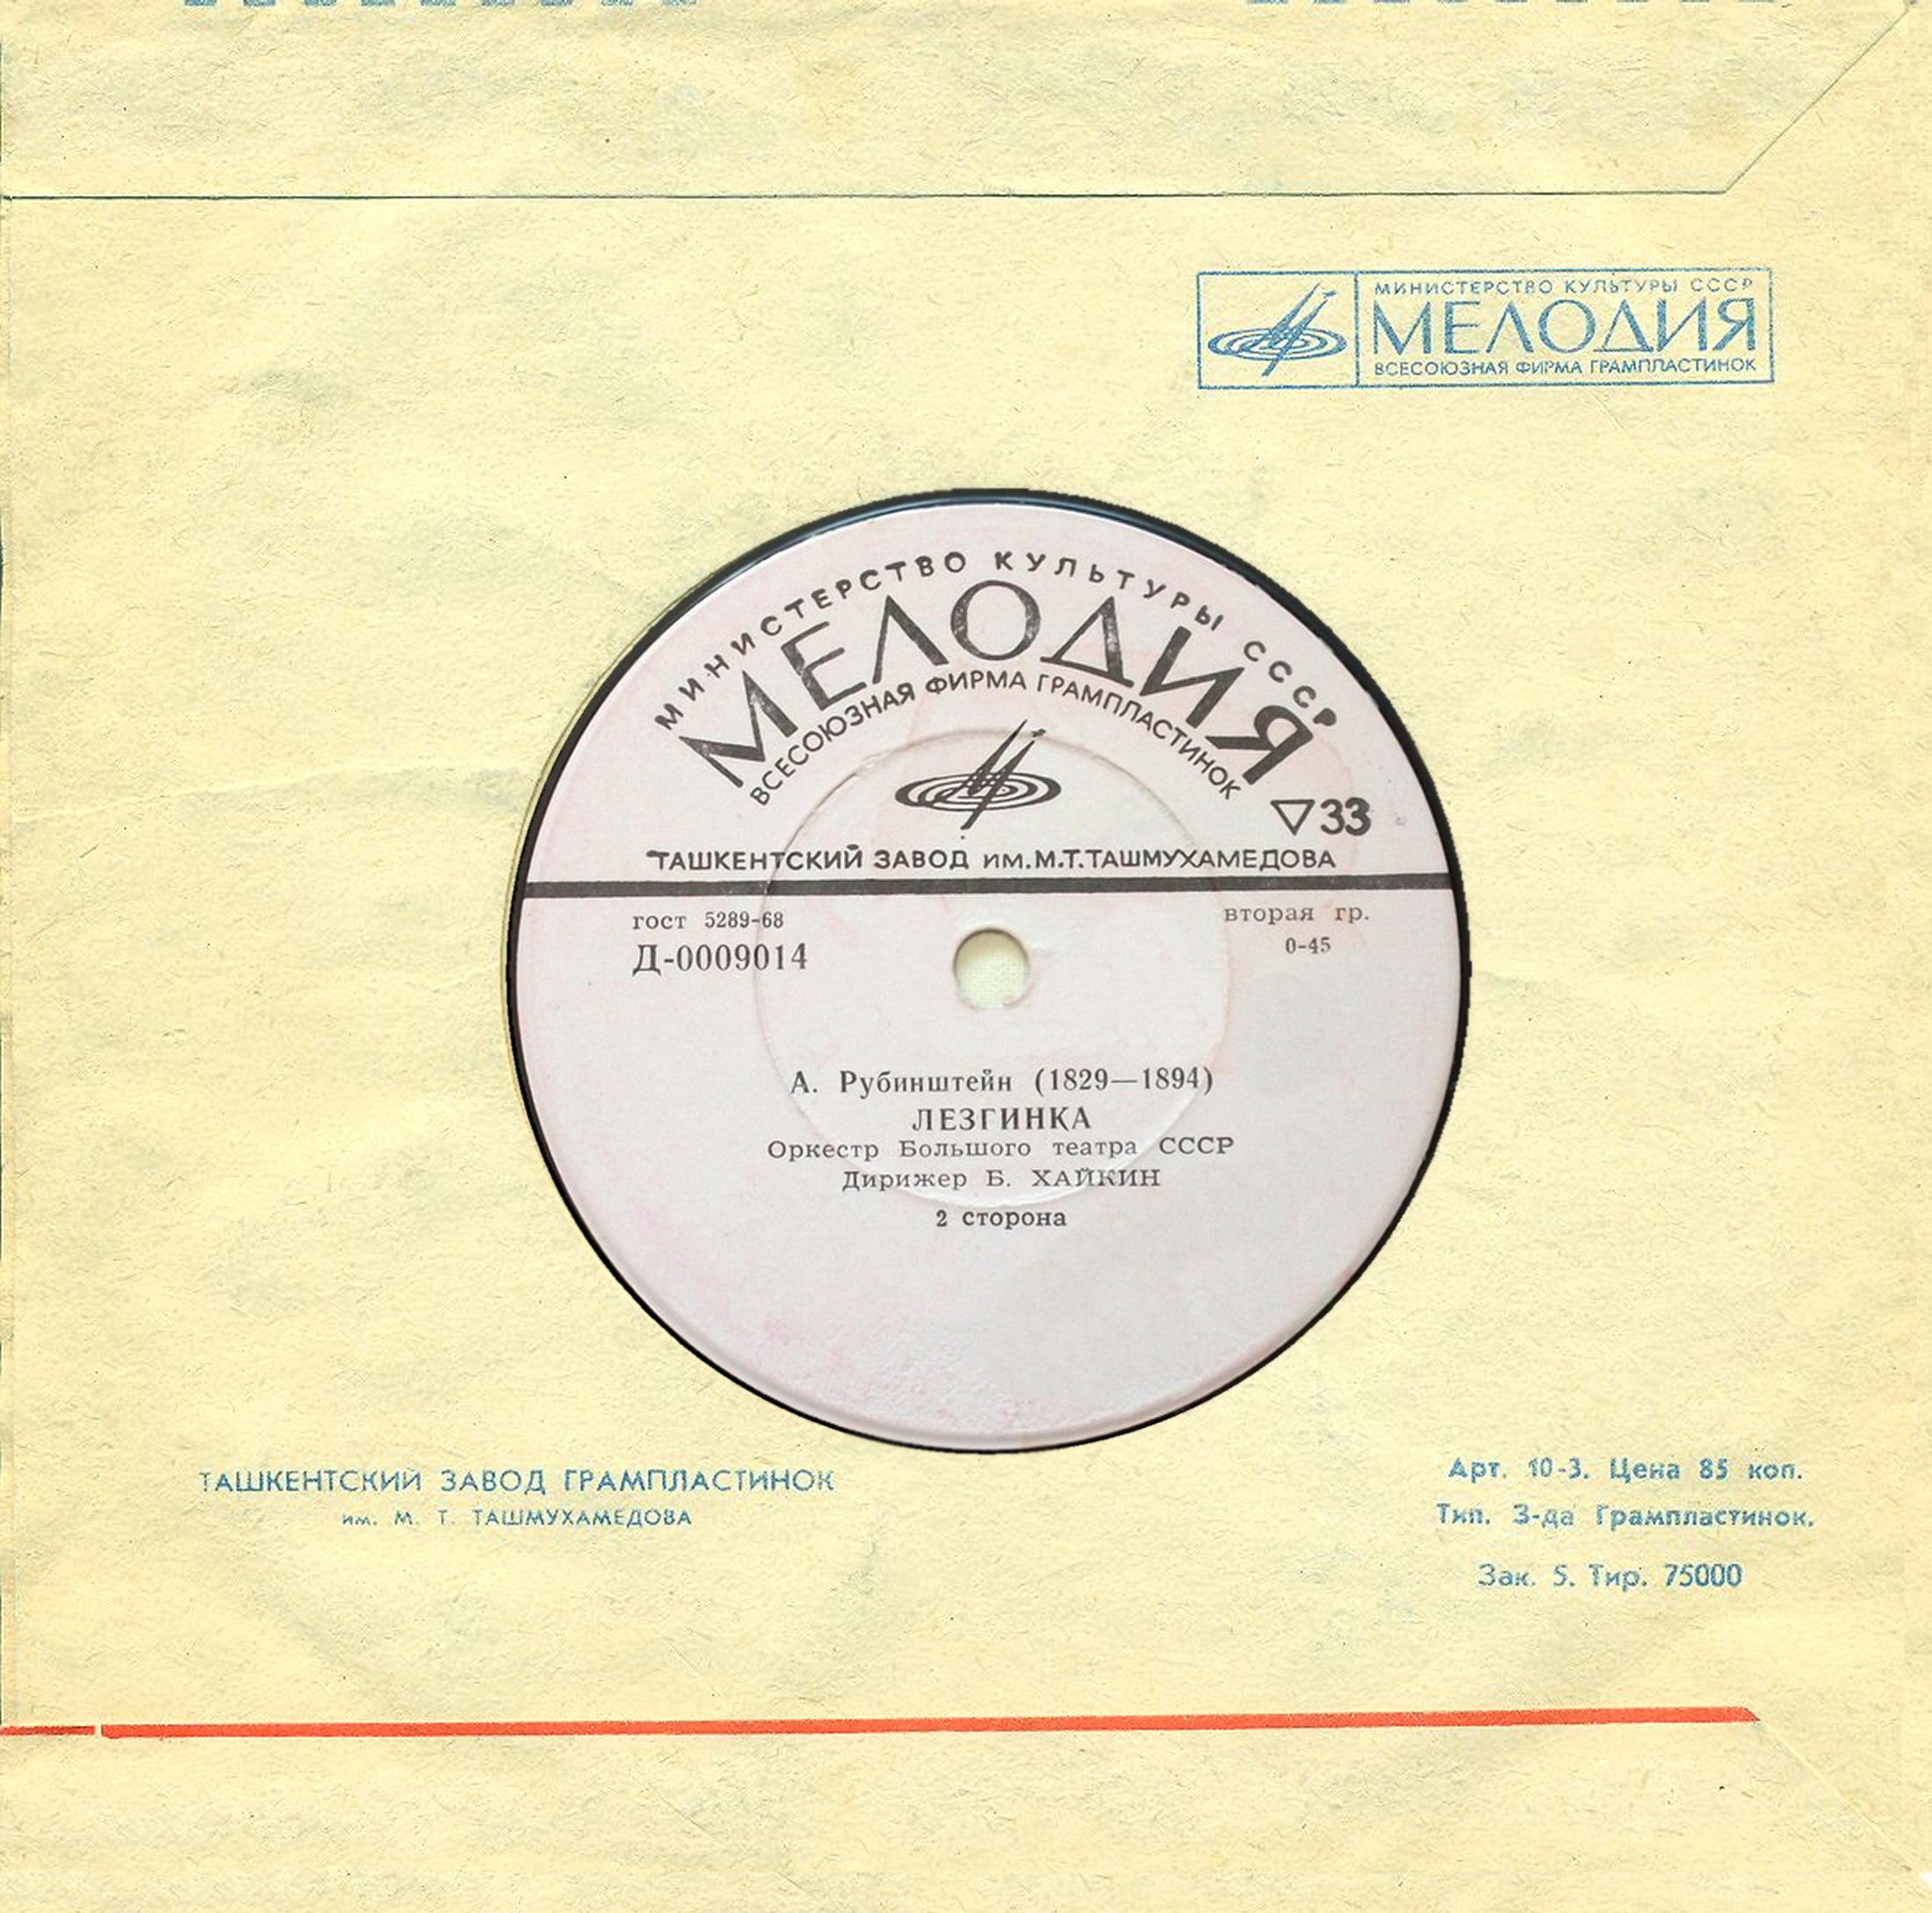 МИНИСТЕРСТВО КУЛЬТУРЫ СССР
МЕЛОДИЯ
ВСЕСОЮЗНАЯ ФИРМА ГРАМПЛАСТИНОК
МИНИСТЕРСТВО КУЛЬТУРЫ СССР
МЕЛОДИЯ
ВСЕСОЮЗНАЯ ФИРМА ГРАМПЛАСТИНОК
▽33
ТАШКЕНТСКИЙ ЗАВОД им.М.Т.ТАШМУХАМЕДОВА
гост 5289-68
Д-0009014
вторая гр.
0-45
А. Рубинштейн (1829—1894)
ЛЕЗГИНКА
Оркестр Большого театра СССР
Дирижер Б. ХАЙКИН
2 сторона
ТАШКЕНТСКИЙ ЗАВОД ГРАМПЛАСТИНОК
им. М. Т. ТАШМУХАМЕДОВА
Арт. 10-3. Цена 85 коп.
Тип. З-да Грампластинок.
Зак. 5. Тир. 75000